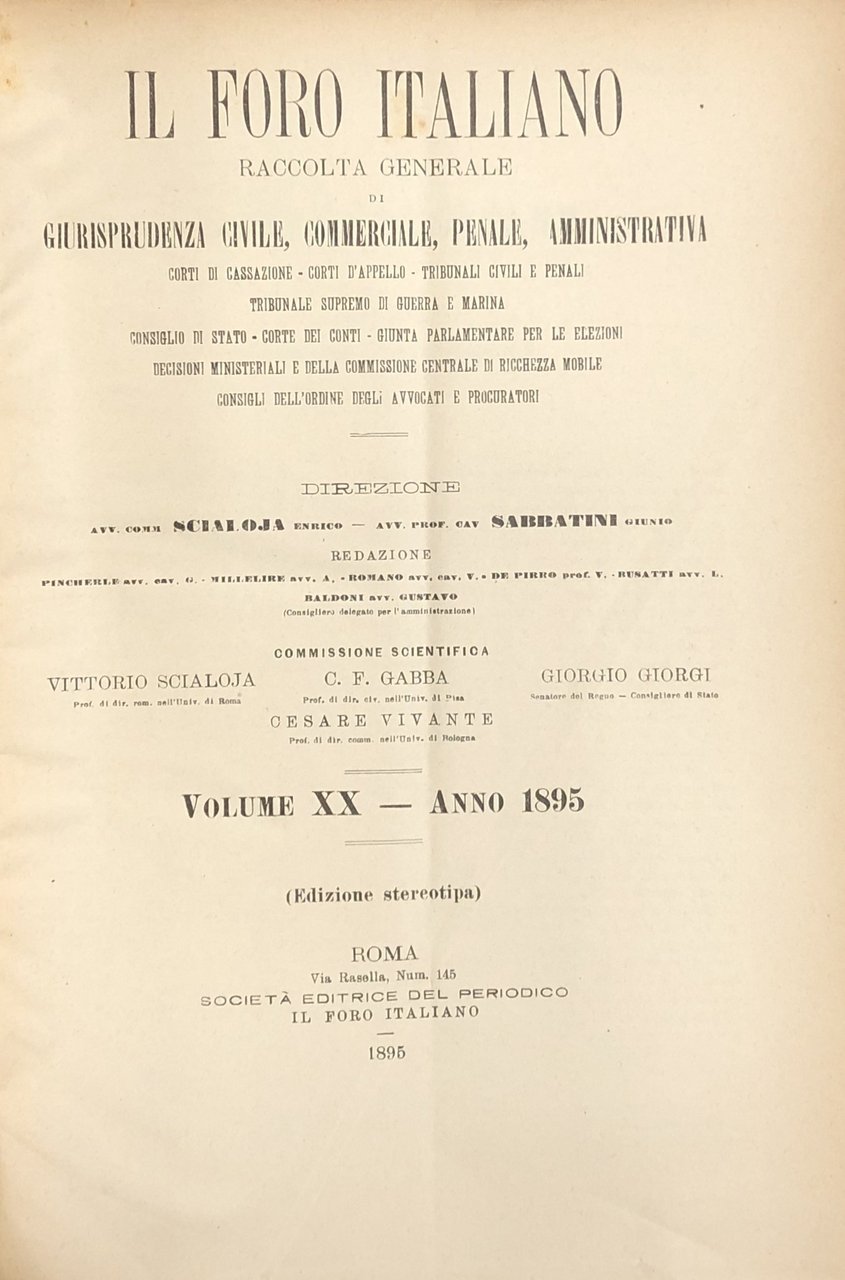 IL FORO ITALIANO
RACCOLTA GENERALE
DI
GIURISPRUDENZA CIVILE, COMMERCIALE, PENALE, AMMINISTRATIVA
CORTI DI CASSAZIONE - CORTI D'APPELLO - TRIBUNALI CIVILI E PENALI
TRIBUNALE SUPREMO DI GUERRA E MARINA
CONSIGLIO DI STATO - CORTE DEI CONTI - GIUNTA PARLAMENTARE PER LE ELEZIONI
DECISIONI MINISTERIALI E DELLA COMMISSIONE CENTRALE DI RICCHEZZA MOBILE
CONSIGLI DELL'ORDINE DEGLi AVVOCATI E PROCURATORI
DIREZIONE
AVV. COMM SCIALOJA ENRICO — AVV. PROF. CAV SABBATINI GIUNIO
REDAZIONE
PINCHERLE avv. cav. G. - MILLELIRE avv. A. - ROMANO avv. cav. V. - DE PIRRO prof. V. - BUSATTI avv. L.
BALDONI avv. GUSTAVO
(Consigliere delegato per l'amministrazione)
COMMISSIONE SCIENTIFICA
VITTORIO SCIALOJA
Prof. di dir. rom. nell'Univ. di Roma
C. F. GABBA
Prof. di dir. civ. nell'Univ. di Pisa
GIORGIO GIORGI
Senatore del Regno — Consigliere di Stato
CESARE VIVANTE
Prof. di dir. comm. nell'Univ. di Bologna
VOLUME XX — ANNO 1895
(Edizione stereotipa)
ROMA
Via Rasella, Num. 145
SOCIETÀ EDITRICE DEL PERIODICO
IL FORO ITALIANO
1895